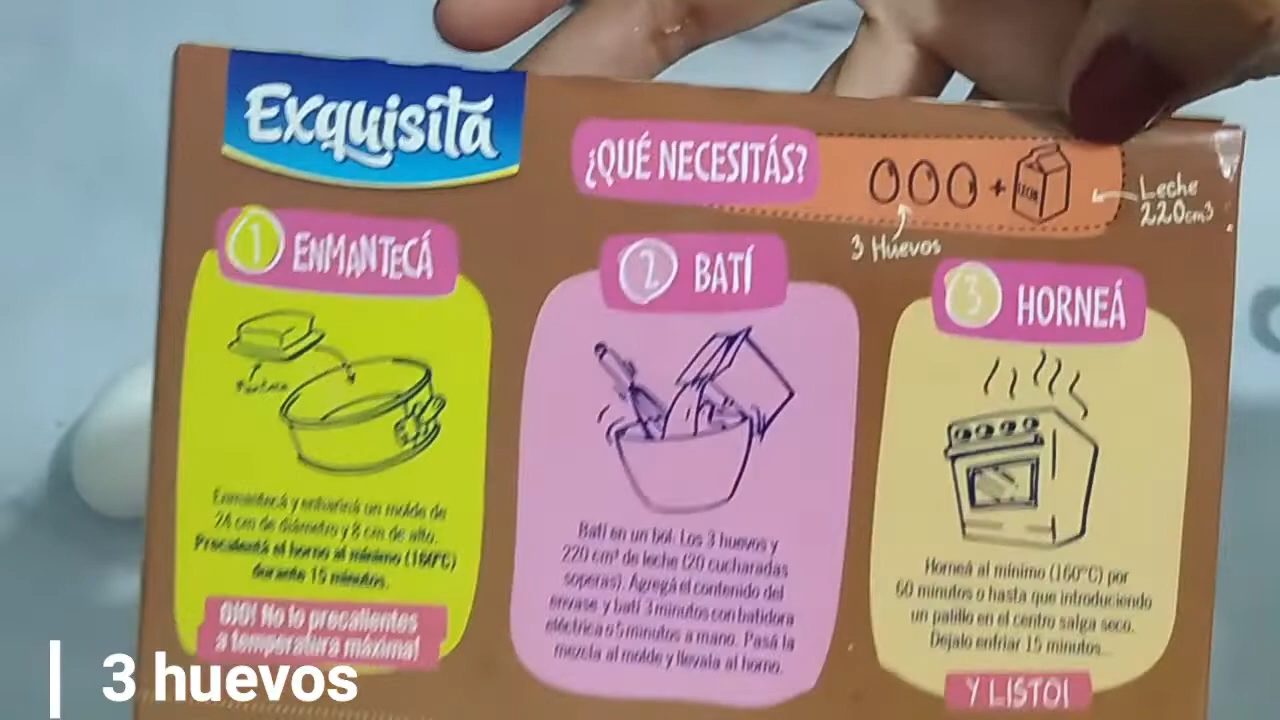 Exquisita
¿QUÉ NECESITÁS?
LECHE
Leche
220cm³
3 Huevos
1 ENMANTECÁ
Manteca
Enmantecá y enhariná un molde de
24 cm de diámetro y 8 cm de alto.
Precalentá el horno al mínimo (160°C)
durante 15 minutos.
OJO! No lo precalientes
a temperatura máxima!
2 BATÍ
Batí en un bol: Los 3 huevos y
220 cm³ de leche (20 cucharadas
soperas). Agregá el contenido del
envase y batí 3 minutos con batidora
eléctrica o 5 minutos a mano. Pasá la
mezcla al molde y llevala al horno.
3 HORNEÁ
Horneá al mínimo (160°C) por
60 minutos o hasta que introduciendo
un palillo en el centro salga seco.
Dejalo enfriar 15 minutos.
Y LISTO!
3 huevos